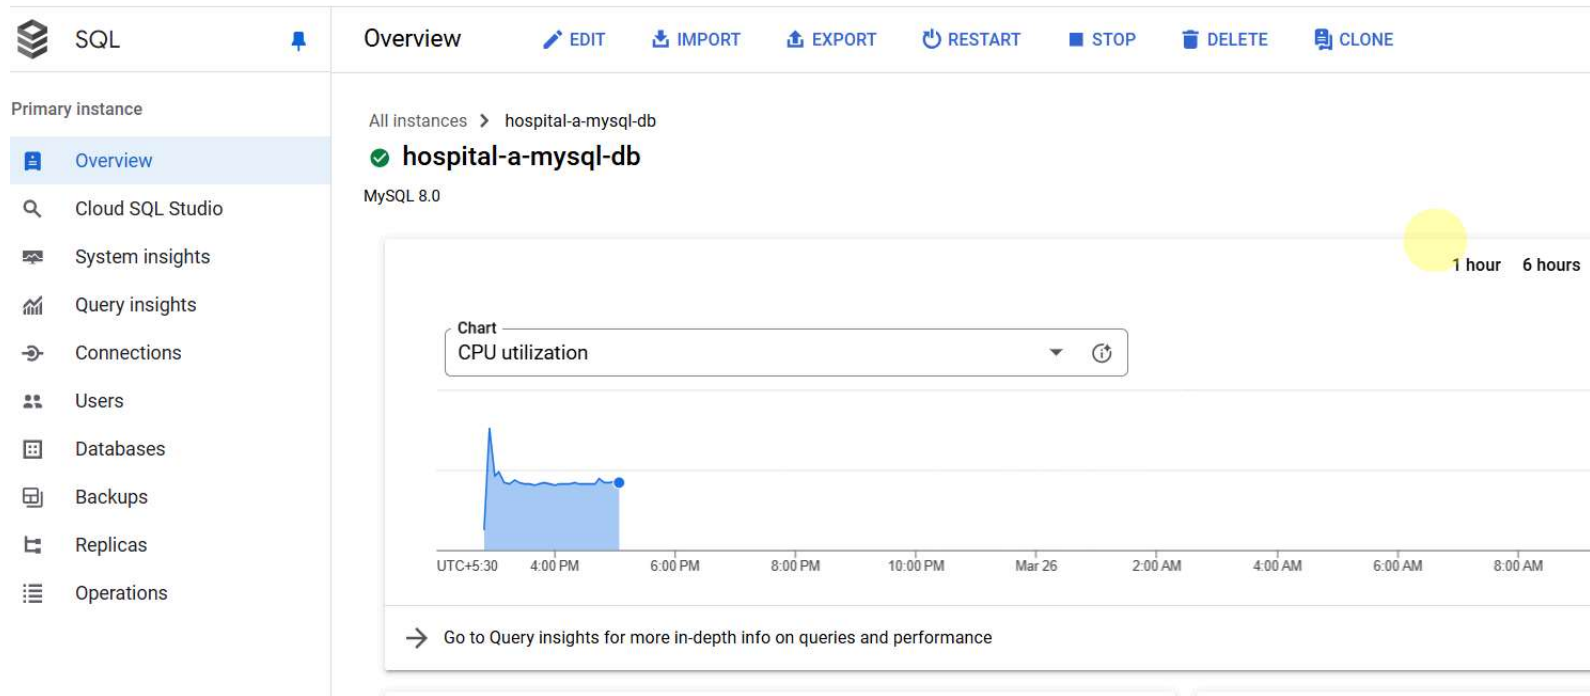 SQL
Overview
EDIT
IMPORT
EXPORT
RESTART
STOP
DELETE
CLONE
Primary instance
Overview
Cloud SQL Studio
System insights
Query insights
Connections
Users
Databases
Backups
Replicas
Operations
All instances > hospital-a-mysql-db
hospital-a-mysql-db
MySQL 8.0
1 hour 6 hours
Chart
CPU utilization
UTC+5:30 4:00 PM 6:00 PM 8:00 PM 10:00 PM Mar 26 2:00 AM 4:00 AM 6:00 AM 8:00 AM
Go to Query insights for more in-depth info on queries and performance